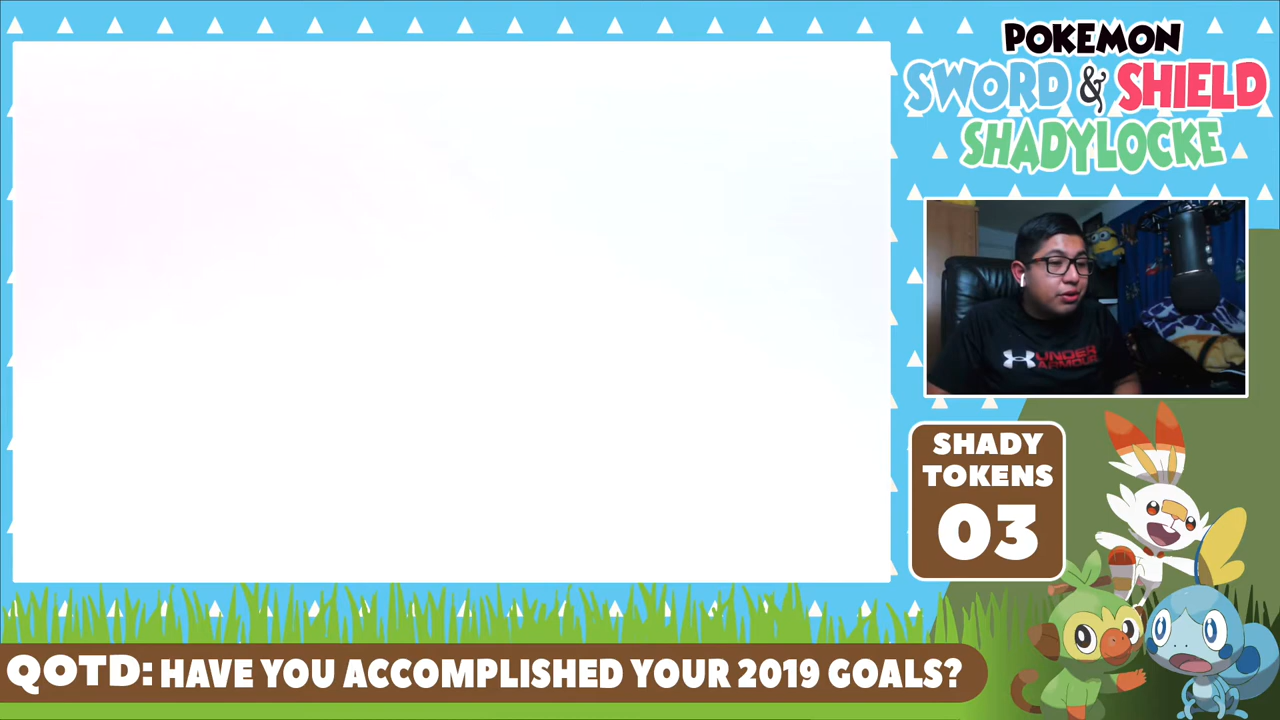 POKEMON
SWORD & SHIELD
SHADYLOCKE
UNDER
ARMOUR
SHADY
TOKENS
03
QOTD: HAVE YOU ACCOMPLISHED YOUR 2019 GOALS?